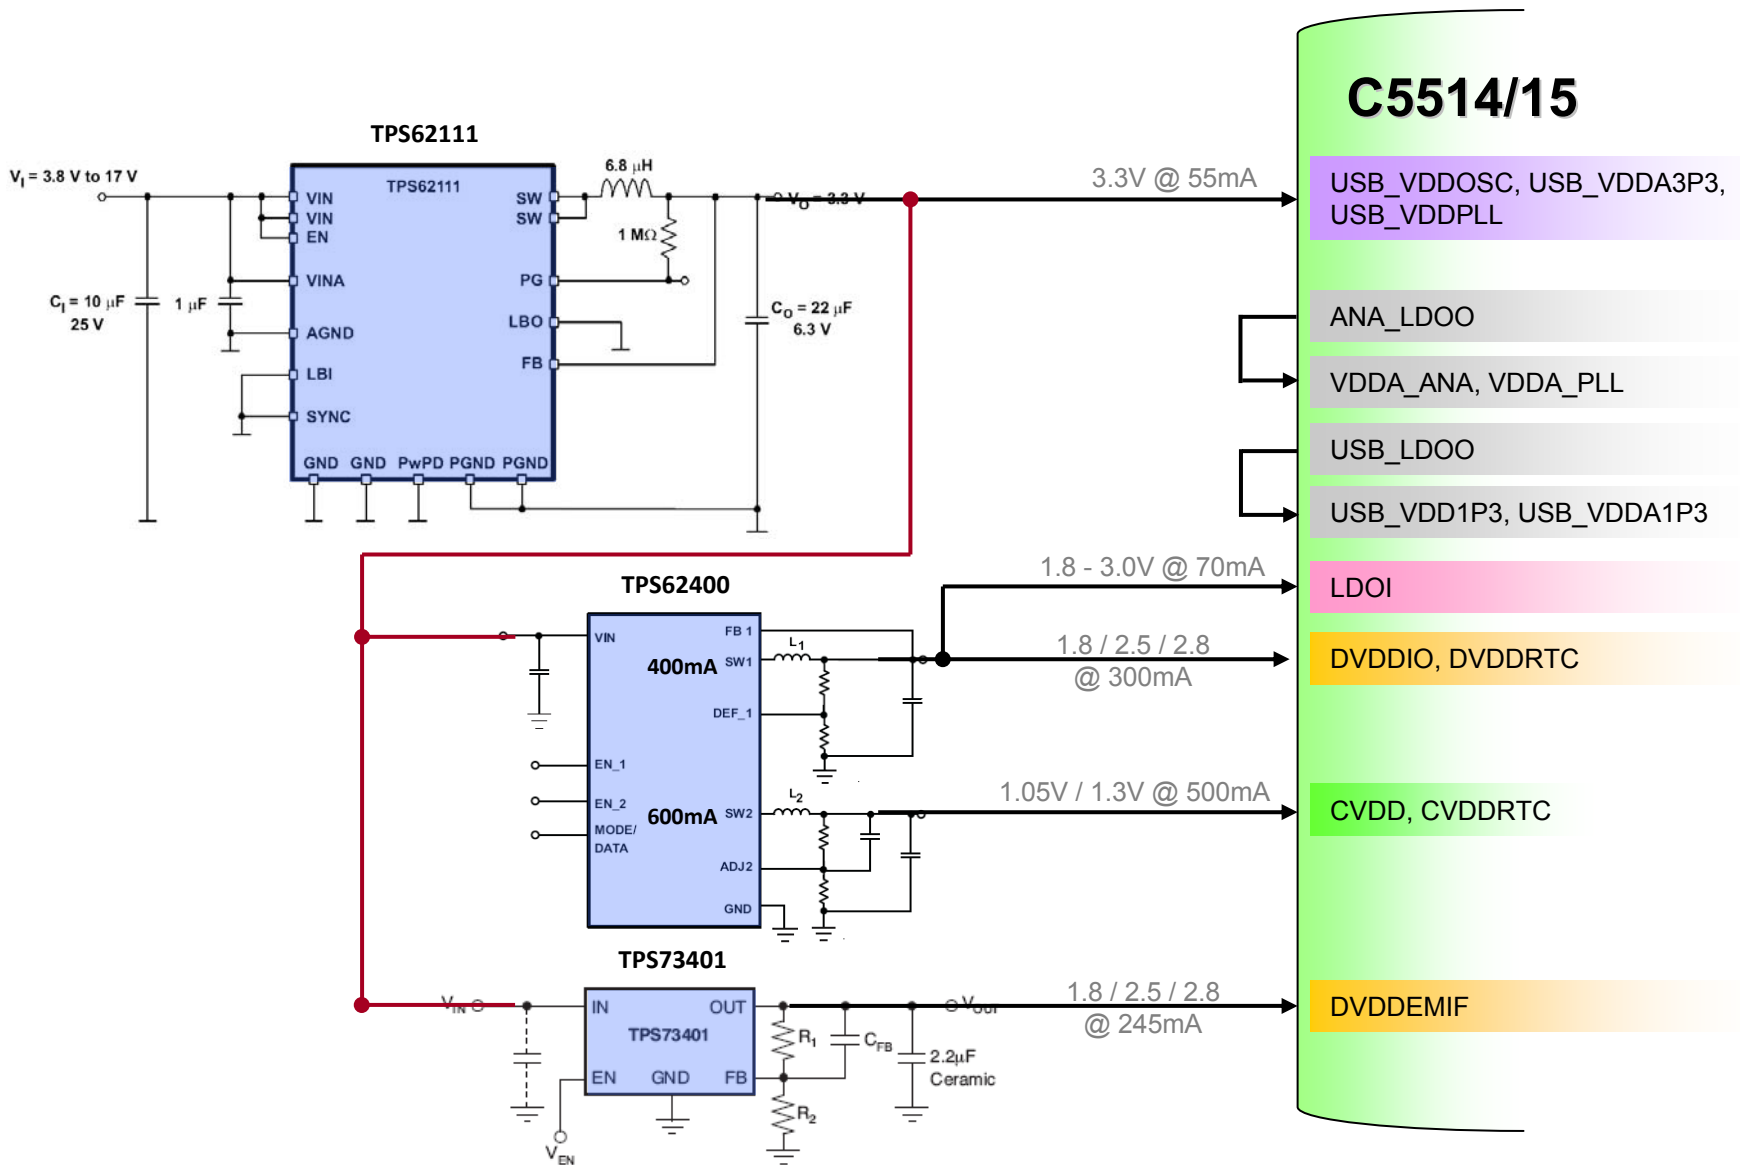 C5514/15
TPS62111
V_I = 3.8 V to 17 V
TPS62111
VIN
VIN
EN
VINA
AGND
LBI
SYNC
GND GND PwPD PGND PGND
SW
SW
PG
LBO
FB
6.8 μH
1 MΩ
C_I = 10 μF
25 V
1 μF
V_O = 3.3 V
C_O = 22 μF
6.3 V
3.3V @ 55mA
USB_VDDOSC, USB_VDDA3P3,
USB_VDDPLL
ANA_LDOO
VDDA_ANA, VDDA_PLL
USB_LDOO
USB_VDD1P3, USB_VDDA1P3
TPS62400
VIN
EN_1
EN_2
MODE/
DATA
FB 1
400mA
SW1
DEF_1
600mA
SW2
ADJ2
GND
L1
L2
1.8 - 3.0V @ 70mA
LDOI
1.8 / 2.5 / 2.8
@ 300mA
DVDDIO, DVDDRTC
1.05V / 1.3V @ 500mA
CVDD, CVDDRTC
TPS73401
V_IN
IN
OUT
TPS73401
EN
GND
FB
V_EN
R1
R2
C_FB
2.2μF
Ceramic
V_OUT
1.8 / 2.5 / 2.8
@ 245mA
DVDDEMIF